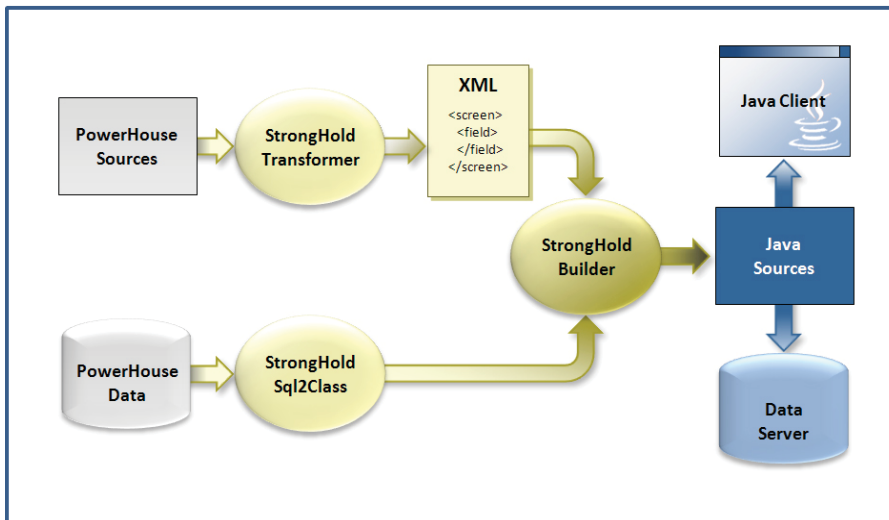 PowerHouse
Sources
StrongHold
Transformer
XML
<screen>
<field>
</field>
</screen>
Java Client
StrongHold
Builder
Java
Sources
PowerHouse
Data
StrongHold
Sql2Class
Data
Server